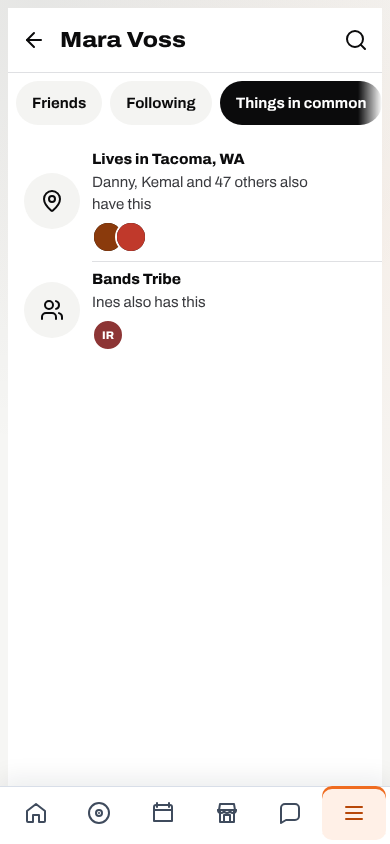 Mara Voss
Friends
Following
Things in common
Lives in Tacoma, WA
Danny, Kemal and 47 others also
have this
Bands Tribe
Ines also has this
IR